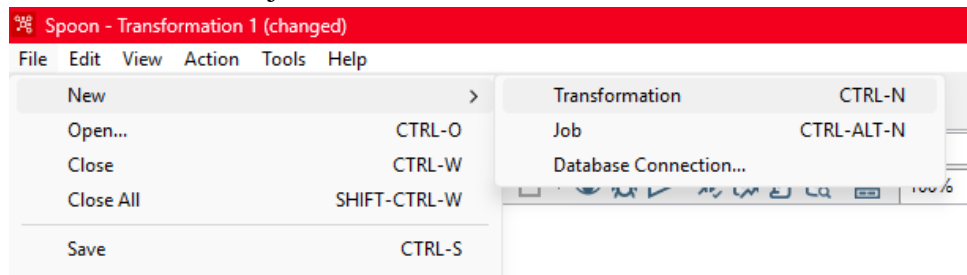 Spoon - Transformation 1 (changed)
File Edit View Action Tools Help
New > Transformation CTRL-N
Open... CTRL-O Job CTRL-ALT-N
Close CTRL-W Database Connection...
Close All SHIFT-CTRL-W 100%
Save CTRL-S